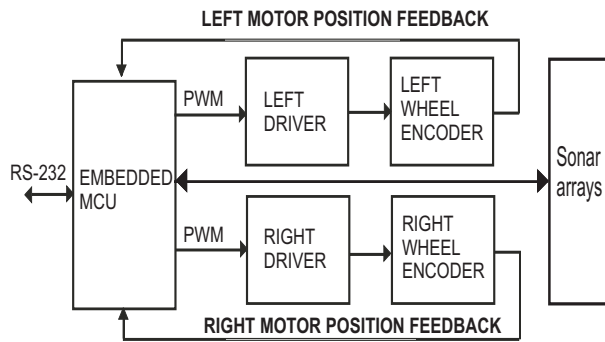 LEFT MOTOR POSITION FEEDBACK
PWM
LEFT
DRIVER
LEFT
WHEEL
ENCODER
Sonar
arrays
RS-232
EMBEDDED
MCU
PWM
RIGHT
DRIVER
RIGHT
WHEEL
ENCODER
RIGHT MOTOR POSITION FEEDBACK